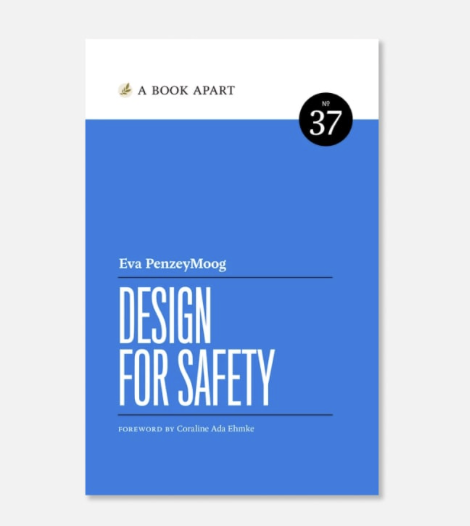 A BOOK APART
Nº
37
Eva PenzeyMoog
DESIGN
FOR SAFETY
FOREWORD BY Coraline Ada Ehmke